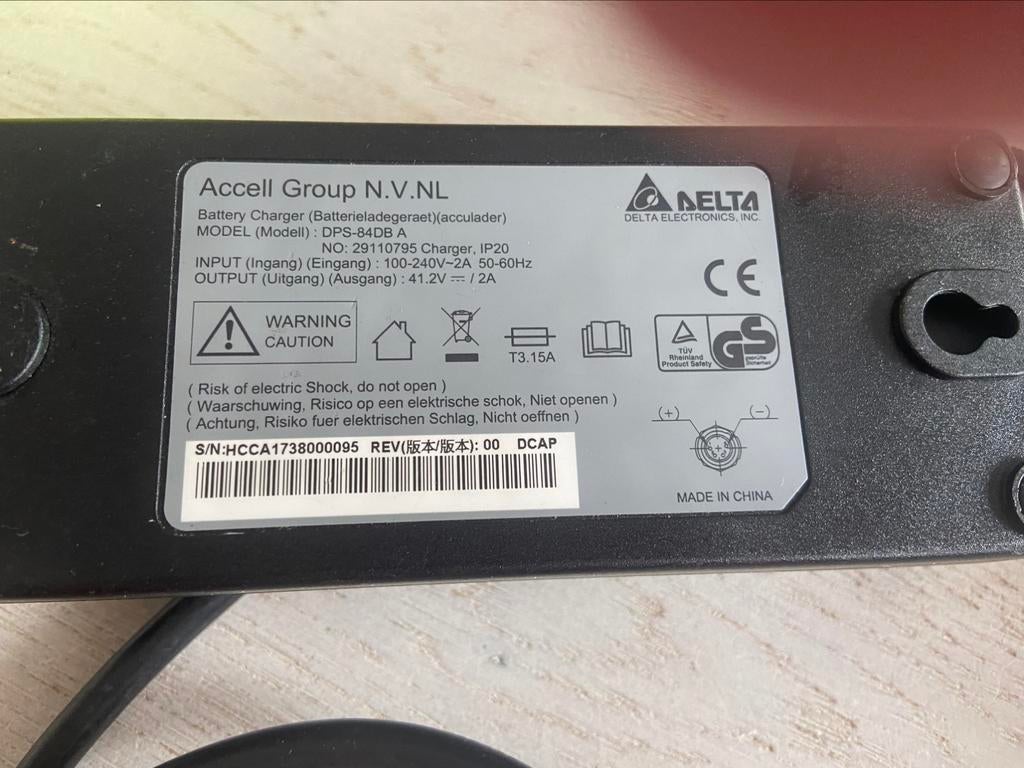 Accell Group N.V.NL
DELTA
DELTA ELECTRONICS, INC.
Battery Charger (Batterieladegeraet)(acculader)
MODEL (Modell) : DPS-84DB A
NO: 29110795 Charger, IP20
INPUT (Ingang) (Eingang) : 100-240V~2A 50-60Hz
OUTPUT (Uitgang) (Ausgang) : 41.2V ⎓ / 2A
CE
WARNING
CAUTION
T3.15A
TÜV
Rheinland
Product Safety
GS
geprüfte
Sicherheit
( Risk of electric Shock, do not open )
( Waarschuwing, Risico op een elektrische schok, Niet openen )
( Achtung, Risiko fuer elektrischen Schlag, Nicht oeffnen )
(+) (−)
S/N:HCCA1738000095 REV(版本/版本): 00 DCAP
MADE IN CHINA